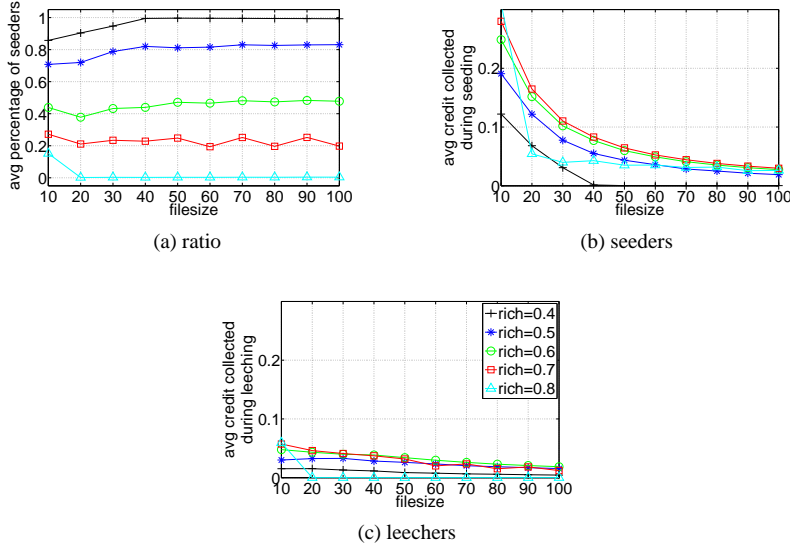 1
0.8
0.6
0.4
0.2
0
avg percentage of seeders
10 20 30 40 50 60 70 80 90 100
filesize
(a) ratio
0.2
0.1
0
avg credit collected
during seeding
10 20 30 40 50 60 70 80 90 100
filesize
(b) seeders
0.2
0.1
0
avg credit collected
during leeching
rich=0.4
rich=0.5
rich=0.6
rich=0.7
rich=0.8
10 20 30 40 50 60 70 80 90 100
filesize
(c) leechers